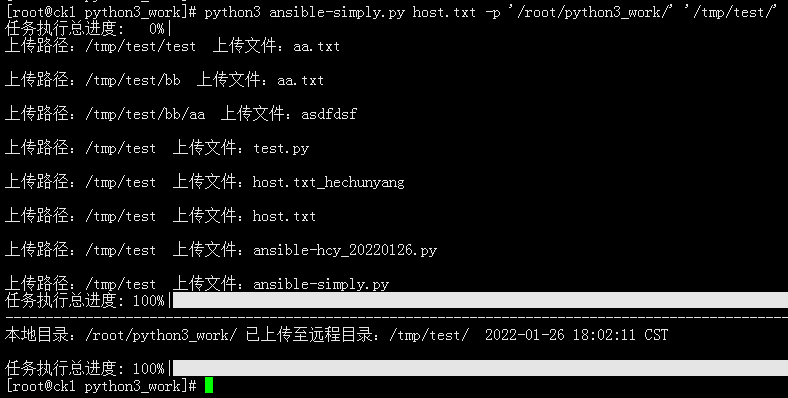 [root@ck1 python3_work]# python3 ansible-simply.py host.txt -p '/root/python3_work/' '/tmp/test/'
任务执行总进度:   0%|
上传路径：/tmp/test/test  上传文件：aa.txt
上传路径：/tmp/test/bb  上传文件：aa.txt
上传路径：/tmp/test/bb/aa  上传文件：asdfdsf
上传路径：/tmp/test  上传文件：test.py
上传路径：/tmp/test  上传文件：host.txt_hechunyang
上传路径：/tmp/test  上传文件：host.txt
上传路径：/tmp/test  上传文件：ansible-hcy_20220126.py
上传路径：/tmp/test  上传文件：ansible-simply.py
任务执行总进度: 100%|
--------------------------------------------------------------------------------------------------
本地目录：/root/python3_work/ 已上传至远程目录：/tmp/test/  2022-01-26 18:02:11 CST
任务执行总进度: 100%|
[root@ck1 python3_work]#